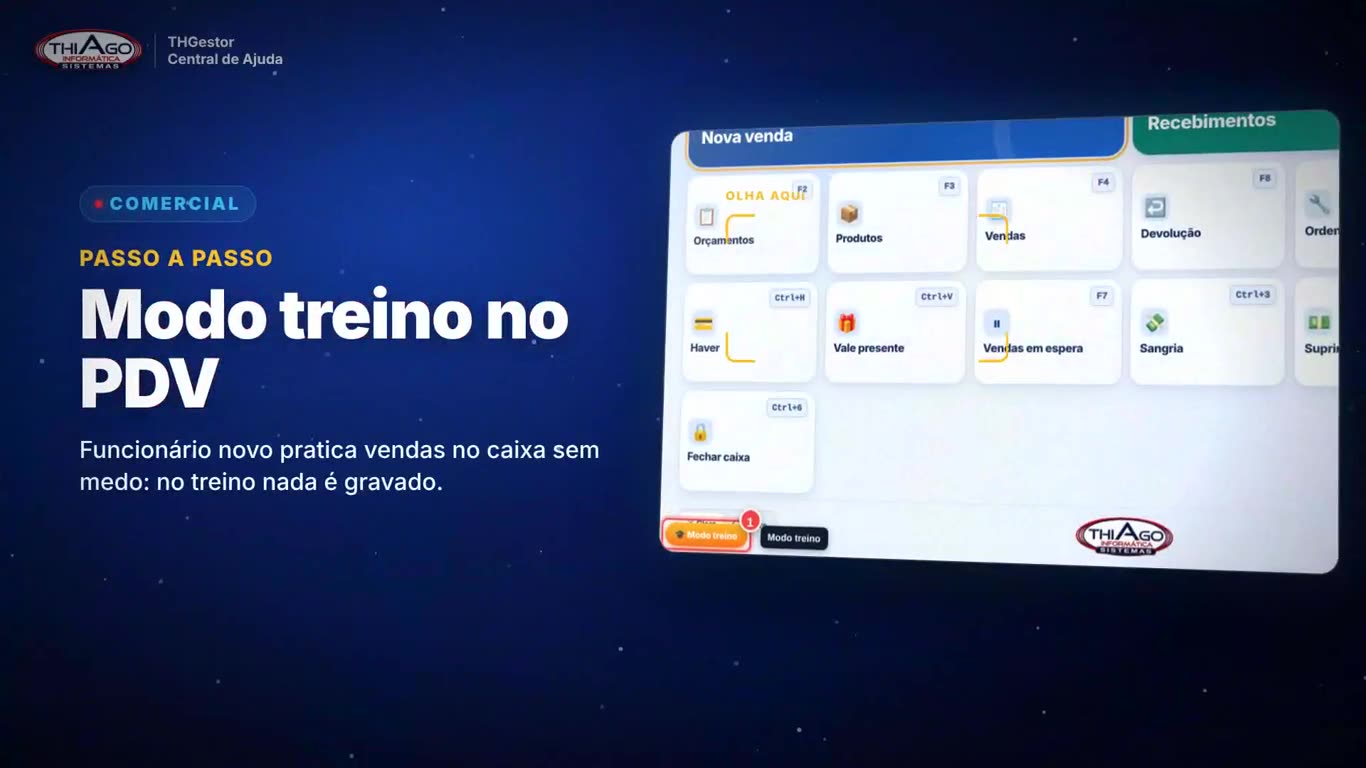 THIAGO
INFORMÁTICA
SISTEMAS
THGestor
Central de Ajuda
COMERCIAL
PASSO A PASSO
Modo treino no
PDV
Funcionário novo pratica vendas no caixa sem
medo: no treino nada é gravado.
Nova venda
Recebimentos
OLHA AQUI
F2
Orçamentos
F3
Produtos
F4
Vendas
F8
Devolução
Orden
Ctrl+H
Haver
Ctrl+V
Vale presente
F7
Vendas em espera
Ctrl+3
Sangria
Supri
Ctrl+6
Fechar caixa
Modo treino
1
Modo treino
THIAGO
INFORMÁTICA
SISTEMAS